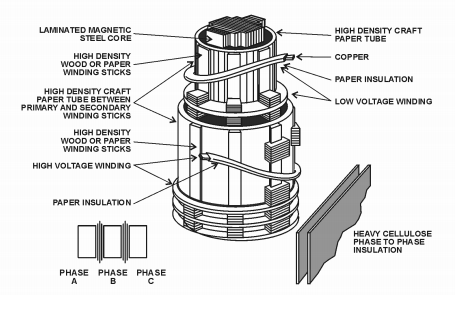 LAMINATED MAGNETIC
STEEL CORE
HIGH DENSITY
WOOD OR PAPER
WINDING STICKS
HIGH DENSITY CRAFT
PAPER TUBE BETWEEN
PRIMARY AND SECONDARY
WINDING STICKS
HIGH DENSITY
WOOD OR PAPER
WINDING STICKS
HIGH VOLTAGE WINDING
PAPER INSULATION
HIGH DENSITY CRAFT
PAPER TUBE
COPPER
PAPER INSULATION
LOW VOLTAGE WINDING
HEAVY CELLULOSE
PHASE TO PHASE
INSULATION
PHASE PHASE PHASE
A B C